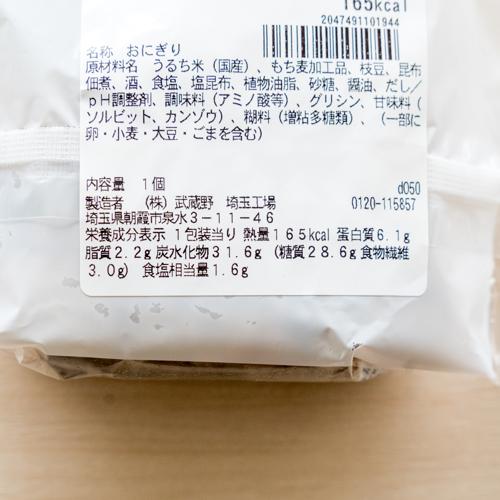 165kcal
2047491101944
名称 おにぎり
原材料名 うるち米（国産）、もち麦加工品、枝豆、昆布
佃煮、酒、食塩、塩昆布、植物油脂、砂糖、醤油、だし／
ｐＨ調整剤、調味料（アミノ酸等）、グリシン、甘味料（
ソルビット、カンゾウ）、糊料（増粘多糖類）、（一部に
卵・小麦・大豆・ごまを含む）
内容量 １個 d050
製造者 （株）武蔵野 埼玉工場 0120-115857
埼玉県朝霞市泉水３－１１－４６
栄養成分表示 １包装当り 熱量１６５kcal 蛋白質６.１g
脂質２.２g 炭水化物３１.６g （糖質２８.６g 食物繊維
３.０g） 食塩相当量１.６g